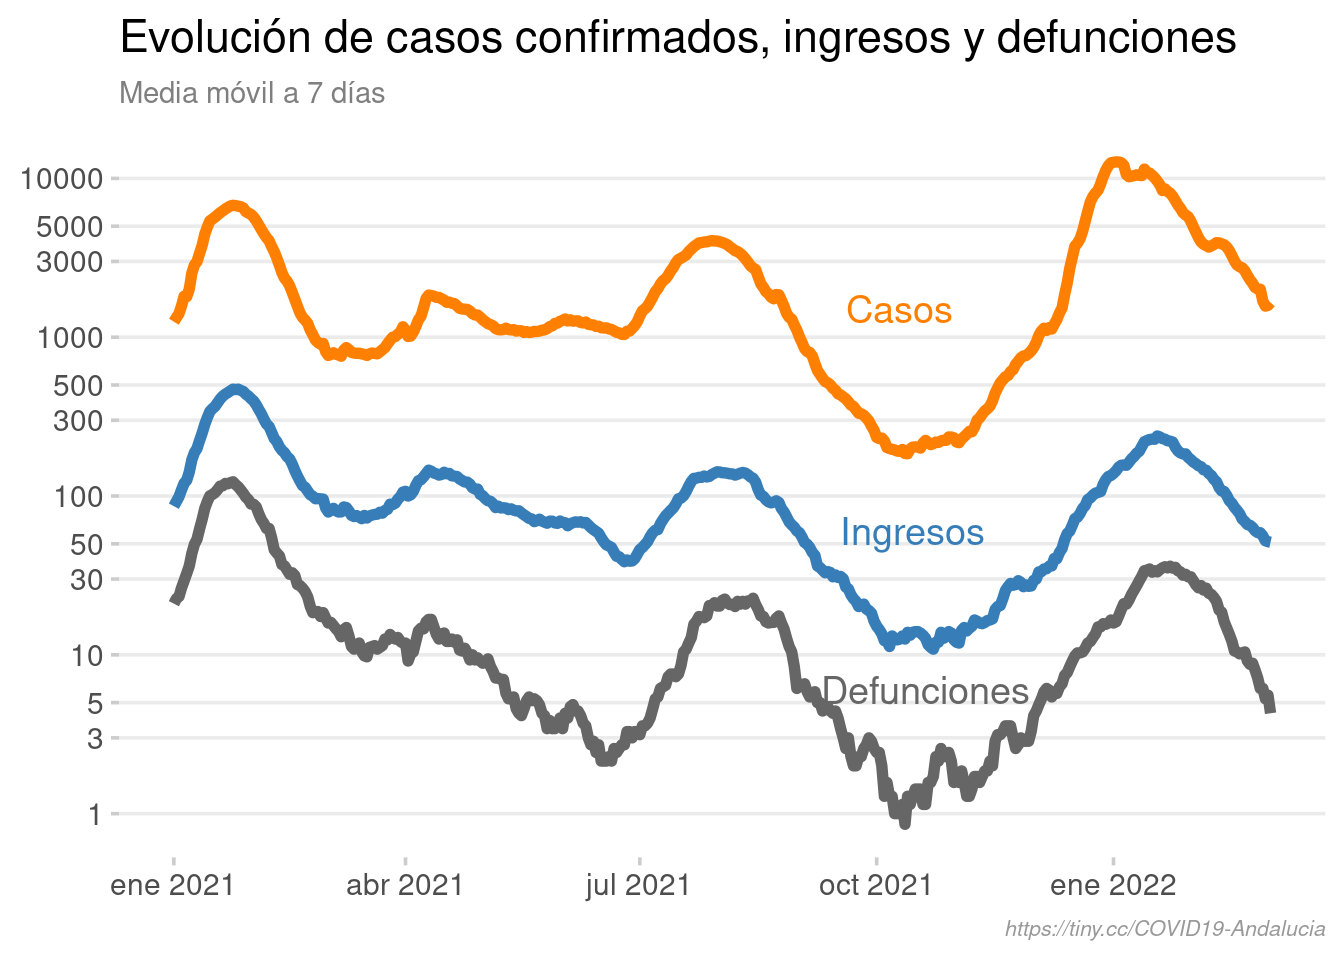 Evolución de casos confirmados, ingresos y defunciones
Media móvil a 7 días
10000
5000
3000
1000
500
300
100
50
30
10
5
3
1
Casos
Ingresos
Defunciones
ene 2021
abr 2021
jul 2021
oct 2021
ene 2022
https://tiny.cc/COVID19-Andalucia